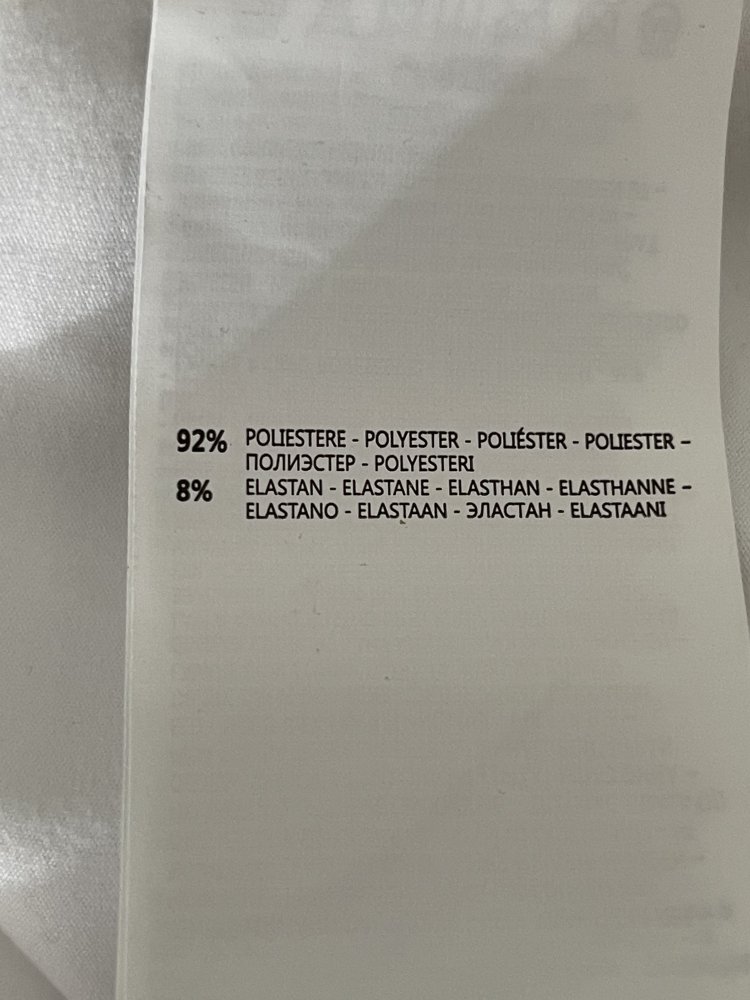 92% POLIESTERE - POLYESTER - POLIÉSTER - POLIESTER –
ПОЛИЭСТЕР - POLYESTERI
8% ELASTAN - ELASTANE - ELASTHAN - ELASTHANNE –
ELASTANO - ELASTAAN - ЭЛАСТАН - ELASTAANI